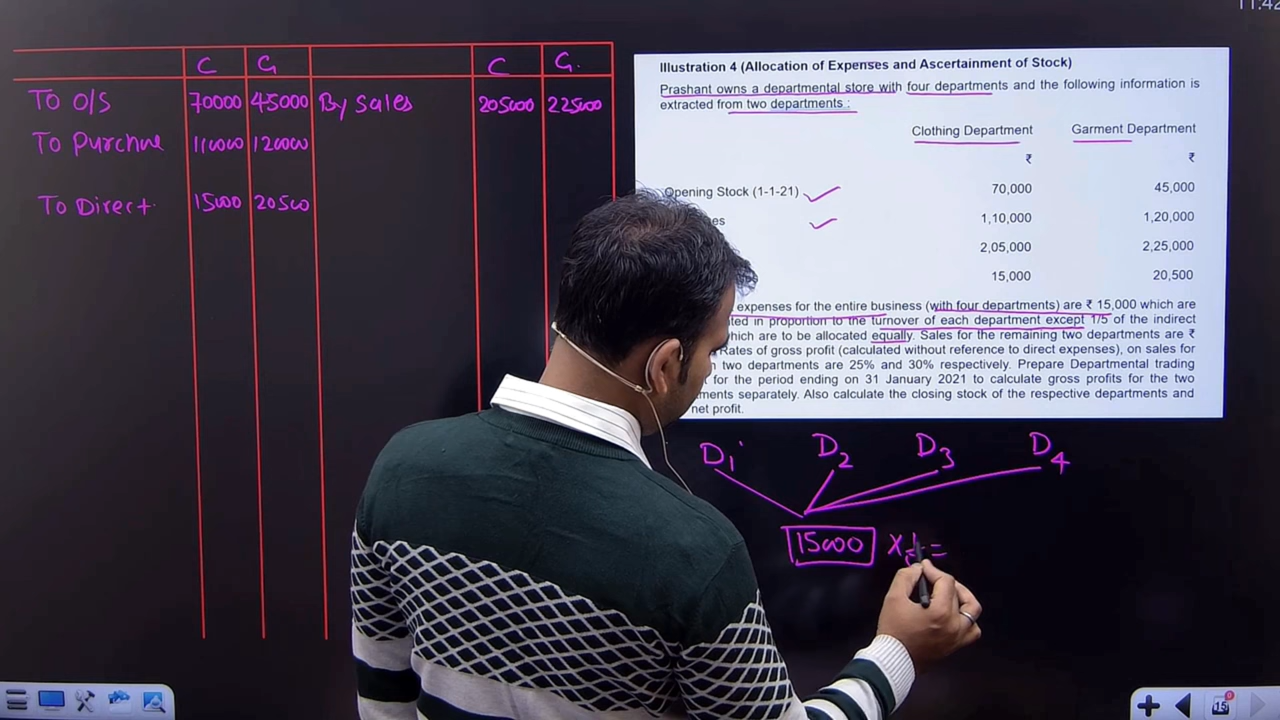 11:42
C G C G.
To O/S 70000 45000 By Sales 205000 225000
To Purchase 110000 120000
To Direct. 15000 20500
Illustration 4 (Allocation of Expenses and Ascertainment of Stock)
Prashant owns a departmental store with four departments and the following information is
extracted from two departments :
Clothing Department Garment Department
₹ ₹
Opening Stock (1-1-21) 70,000 45,000
1,10,000 1,20,000
2,05,000 2,25,000
15,000 20,500
expenses for the entire business (with four departments) are ₹ 15,000 which are
in proportion to the turnover of each department except 1/5 of the indirect
which are to be allocated equally. Sales for the remaining two departments are ₹
Rates of gross profit (calculated without reference to direct expenses), on sales for
two departments are 25% and 30% respectively. Prepare Departmental trading
for the period ending on 31 January 2021 to calculate gross profits for the two
separately. Also calculate the closing stock of the respective departments and
net profit.
D1 D2 D3 D4
15000 X =
15